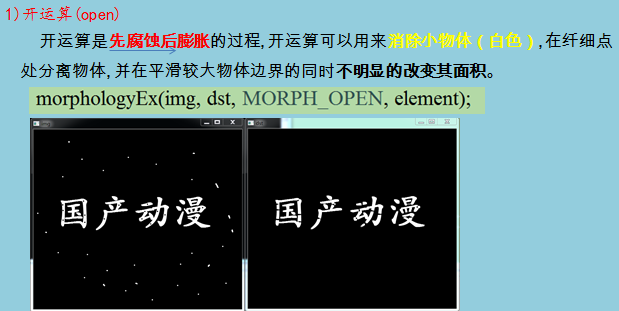 1)开运算(open)
开运算是先腐蚀后膨胀的过程,开运算可以用来消除小物体（白色）,在纤细点
处分离物体,并在平滑较大物体边界的同时不明显的改变其面积。
morphologyEx(img, dst, MORPH_OPEN, element);
国产动漫 国产动漫